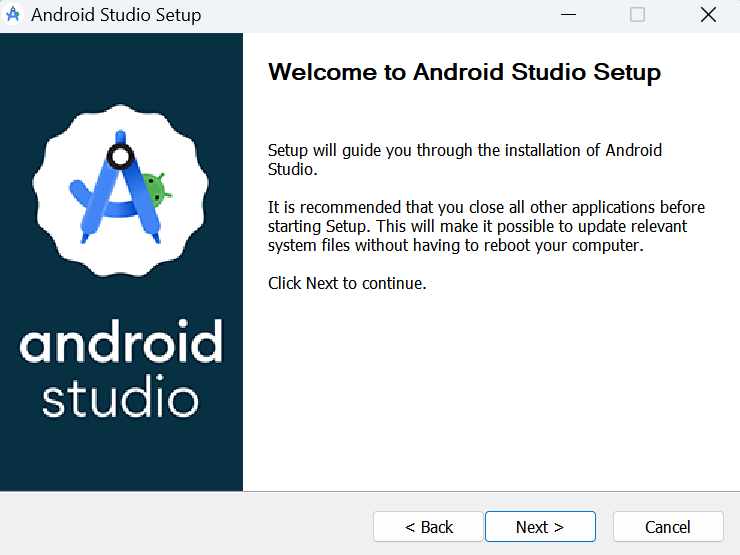 Android Studio Setup
Welcome to Android Studio Setup
Setup will guide you through the installation of Android
Studio.
It is recommended that you close all other applications before
starting Setup. This will make it possible to update relevant
system files without having to reboot your computer.
Click Next to continue.
android
studio
< Back
Next >
Cancel